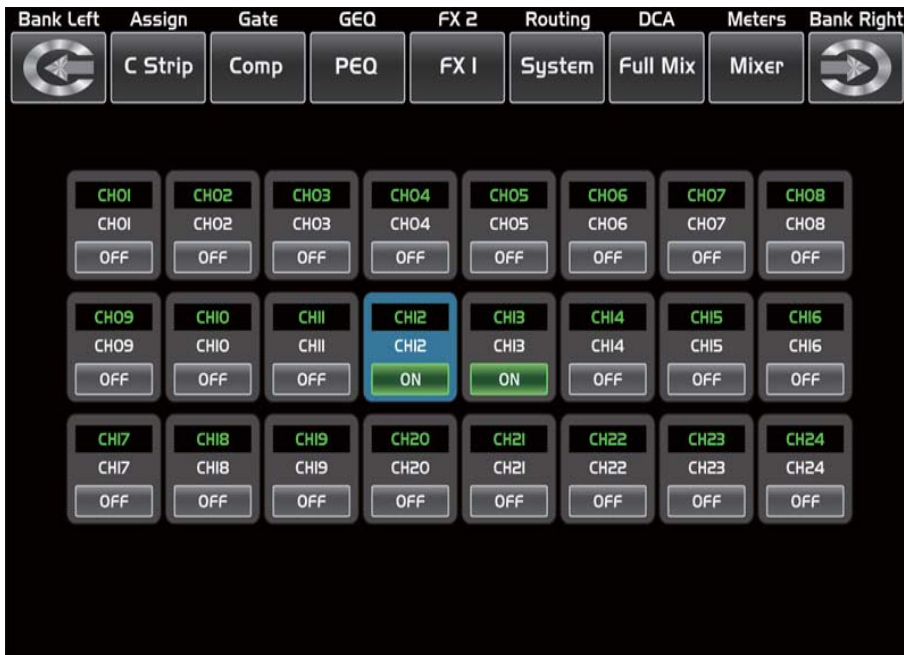 Bank Left Assign Gate GEQ FX 2 Routing DCA Meters Bank Right
C Strip Comp PEQ FX 1 System Full Mix Mixer
CH01 CH02 CH03 CH04 CH05 CH06 CH07 CH08
CH01 CH02 CH03 CH04 CH05 CH06 CH07 CH08
OFF OFF OFF OFF OFF OFF OFF OFF
CH09 CH10 CH11 CH12 CH13 CH14 CH15 CH16
CH09 CH10 CH11 CH12 CH13 CH14 CH15 CH16
OFF OFF OFF ON ON OFF OFF OFF
CH17 CH18 CH19 CH20 CH21 CH22 CH23 CH24
CH17 CH18 CH19 CH20 CH21 CH22 CH23 CH24
OFF OFF OFF OFF OFF OFF OFF OFF